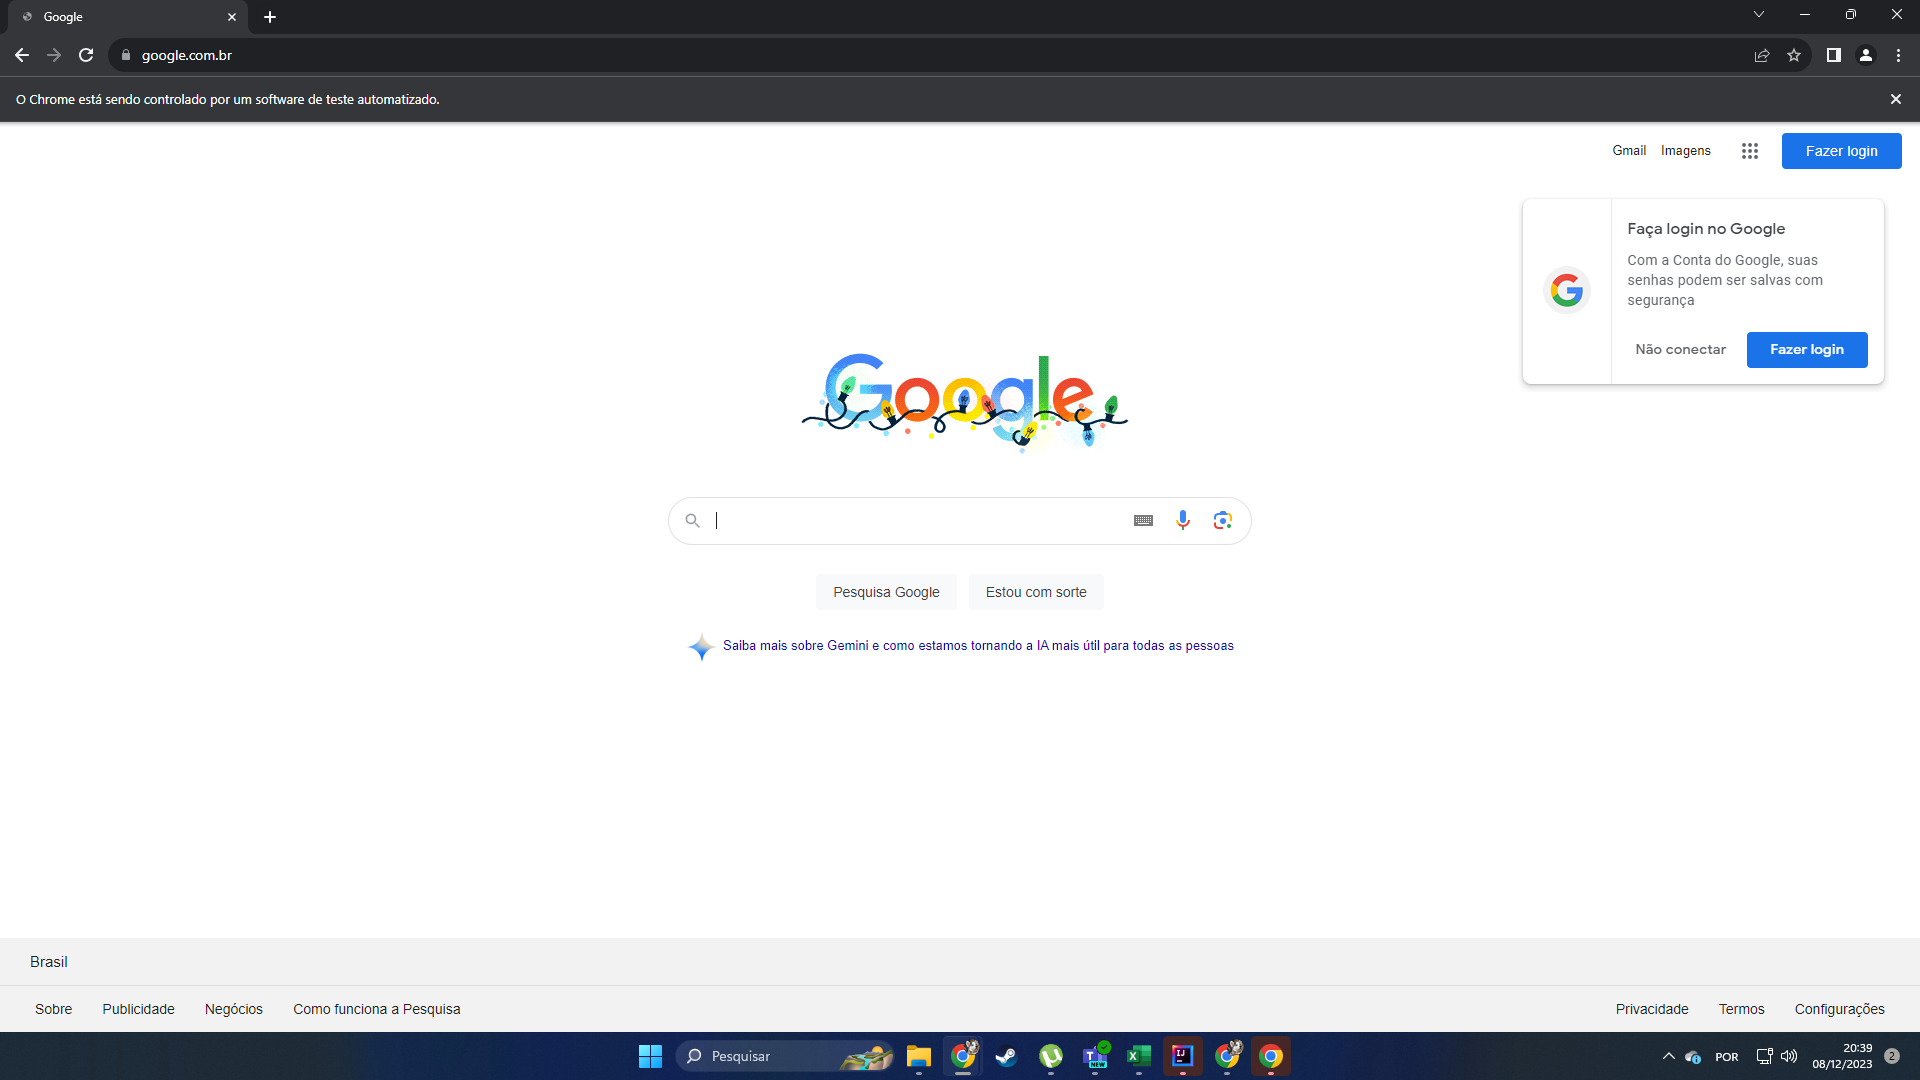 Google
google.com.br
O Chrome está sendo controlado por um software de teste automatizado.
Gmail Imagens Fazer login
Faça login no Google
Com a Conta do Google, suas
senhas podem ser salvas com
segurança
Não conectar Fazer login
Google
Pesquisa Google Estou com sorte
Saiba mais sobre Gemini e como estamos tornando a IA mais útil para todas as pessoas
Brasil
Sobre Publicidade Negócios Como funciona a Pesquisa Privacidade Termos Configurações
Pesquisar
NEW
IJ
POR
20:39
08/12/2023
2